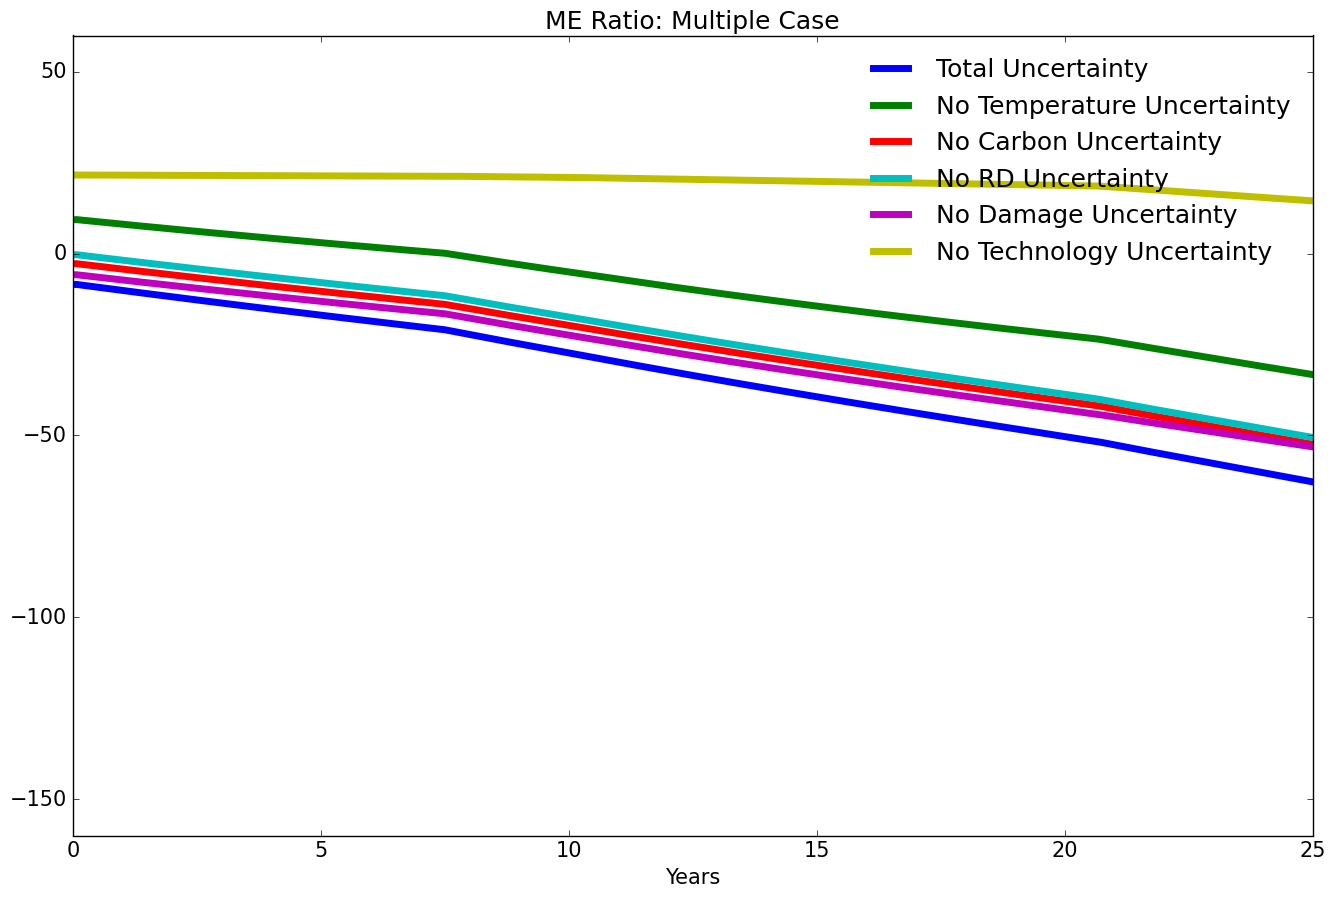 ME Ratio: Multiple Case
50
0
−50
−100
−150
Total Uncertainty
No Temperature Uncertainty
No Carbon Uncertainty
No RD Uncertainty
No Damage Uncertainty
No Technology Uncertainty
0 5 10 15 20 25
Years